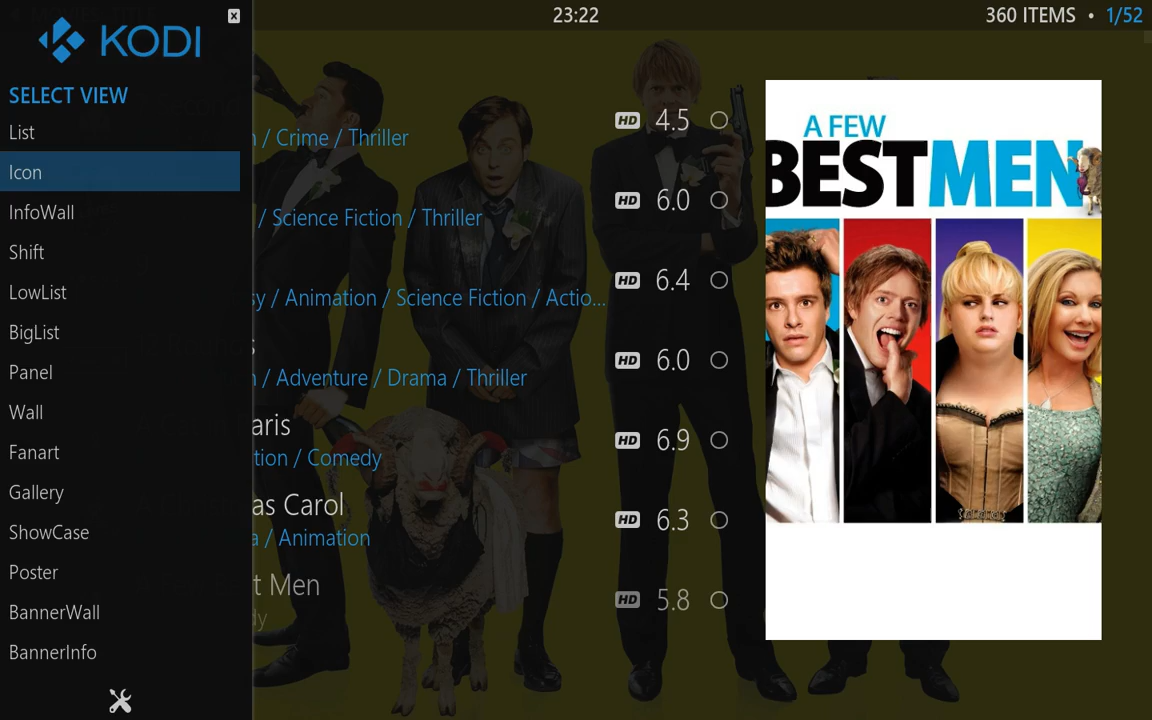 23:22
360 ITEMS • 1/52
KODI
SELECT VIEW
List
Icon
InfoWall
Shift
LowList
BigList
Panel
Wall
Fanart
Gallery
ShowCase
Poster
BannerWall
BannerInfo
/ Crime / Thriller
HD 4.5
/ Science Fiction / Thriller
HD 6.0
/ Animation / Science Fiction / Actio...
HD 6.4
/ Adventure / Drama / Thriller
HD 6.0
aris
tion / Comedy
HD 6.9
as Carol
a / Animation
HD 6.3
t Men
dy
HD 5.8
A FEW
BEST MEN